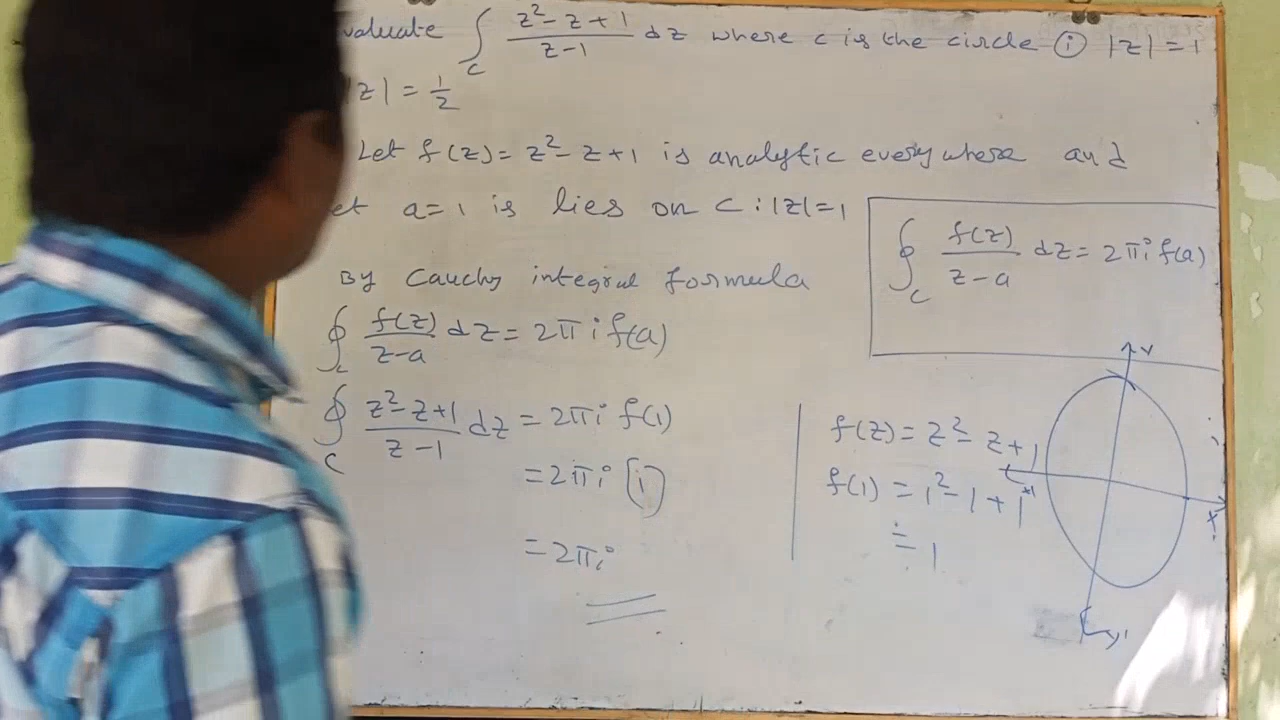 valuate ∫_C (z² - z + 1)/(z - 1) dz where c is the circle ⓘ |z| = 1
|z| = 1/2
Let f(z) = z² - z + 1 is analytic everywhere and
et a = 1 is lies on C : |z| = 1
∮_C f(z)/(z - a) dz = 2πi f(a)
By Cauchy integral formula
∮_C f(z)/(z - a) dz = 2πi f(a)
∮_C (z² - z + 1)/(z - 1) dz = 2πi f(1)
= 2πi (1)
= 2πi
f(z) = z² - z + 1
f(1) = 1² - 1 + 1
= 1
y
x
x'
y'